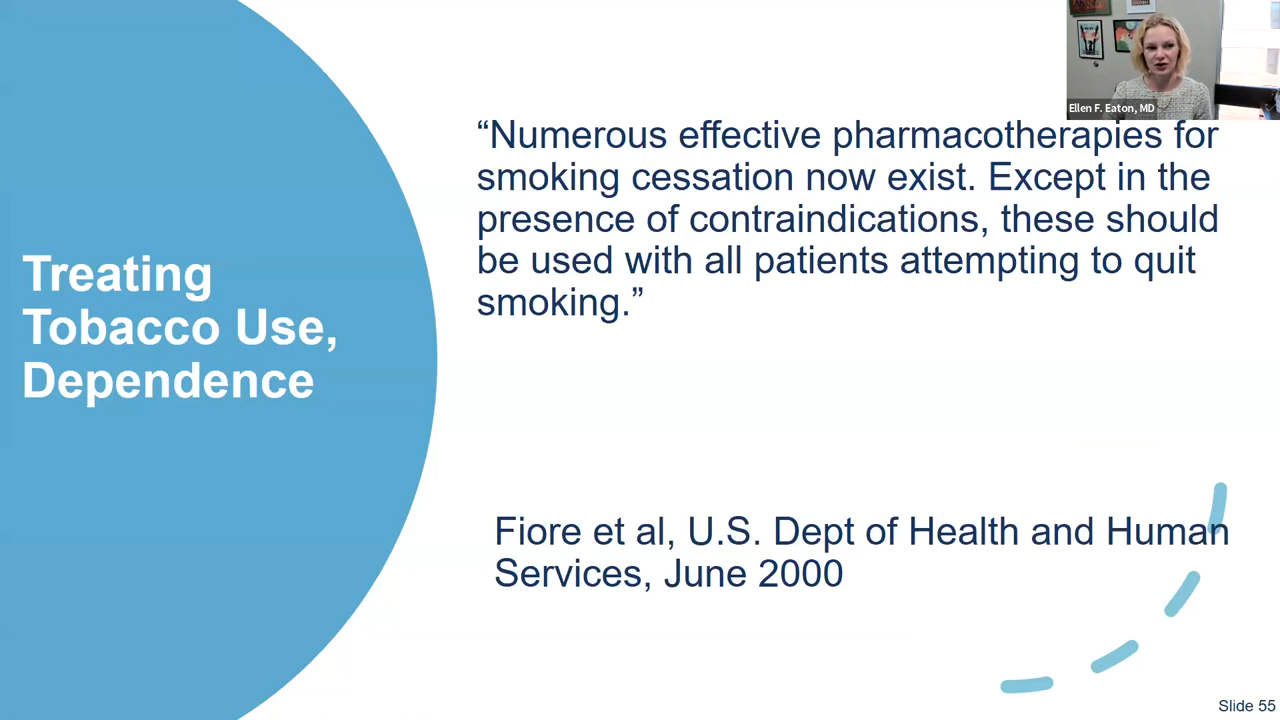 Ellen F. Eaton, MD
Treating
Tobacco Use,
Dependence
“Numerous effective pharmacotherapies for
smoking cessation now exist. Except in the
presence of contraindications, these should
be used with all patients attempting to quit
smoking.”
Fiore et al, U.S. Dept of Health and Human
Services, June 2000
Slide 55